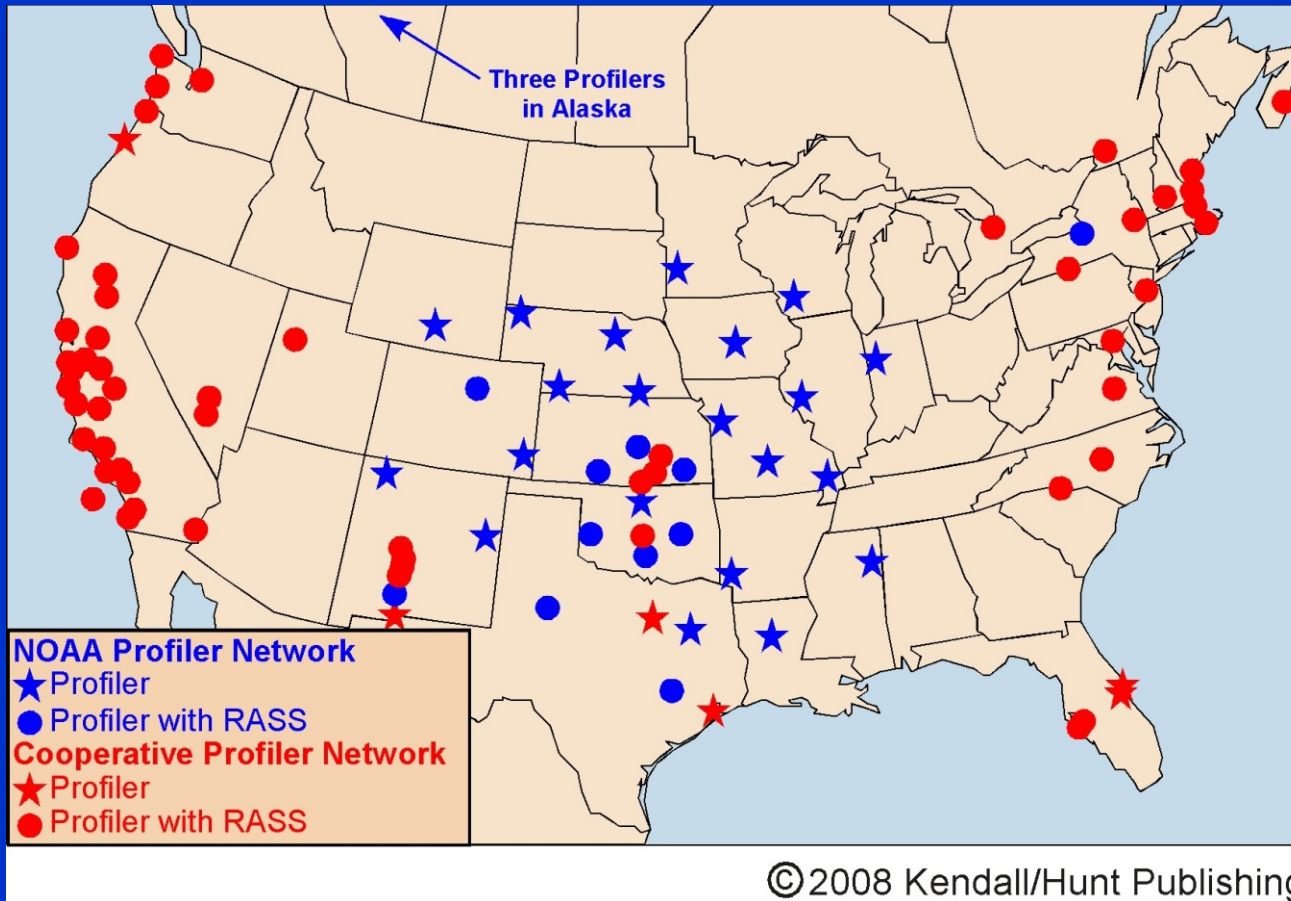 Three Profilers
in Alaska
NOAA Profiler Network
Profiler
Profiler with RASS
Cooperative Profiler Network
Profiler
Profiler with RASS
©2008 Kendall/Hunt Publishing